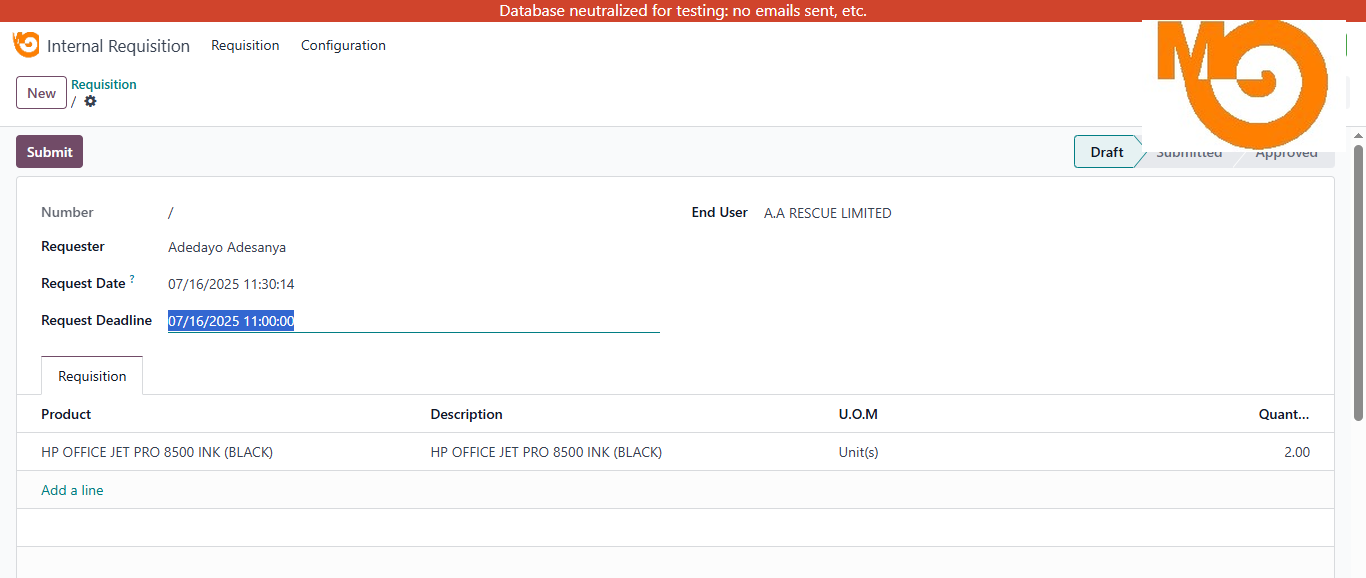 Database neutralized for testing: no emails sent, etc.
Internal Requisition Requisition Configuration
New
Requisition
/
Submit
Draft Submitted Approved
Number /
End User A.A RESCUE LIMITED
Requester Adedayo Adesanya
Request Date ? 07/16/2025 11:30:14
Request Deadline 07/16/2025 11:00:00
Requisition
Product Description U.O.M Quant...
HP OFFICE JET PRO 8500 INK (BLACK) HP OFFICE JET PRO 8500 INK (BLACK) Unit(s) 2.00
Add a line